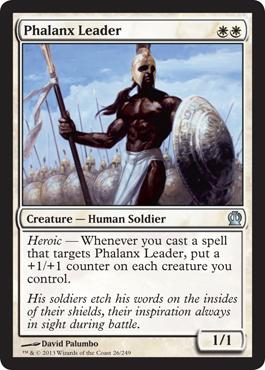 Phalanx Leader
Creature — Human Soldier
Heroic — Whenever you cast a spell
that targets Phalanx Leader, put a
+1/+1 counter on each creature you
control.
His soldiers etch his words on the insides
of their shields, their inspiration always
in sight during battle.
1/1
David Palumbo
™ & © 2013 Wizards of the Coast 26/249